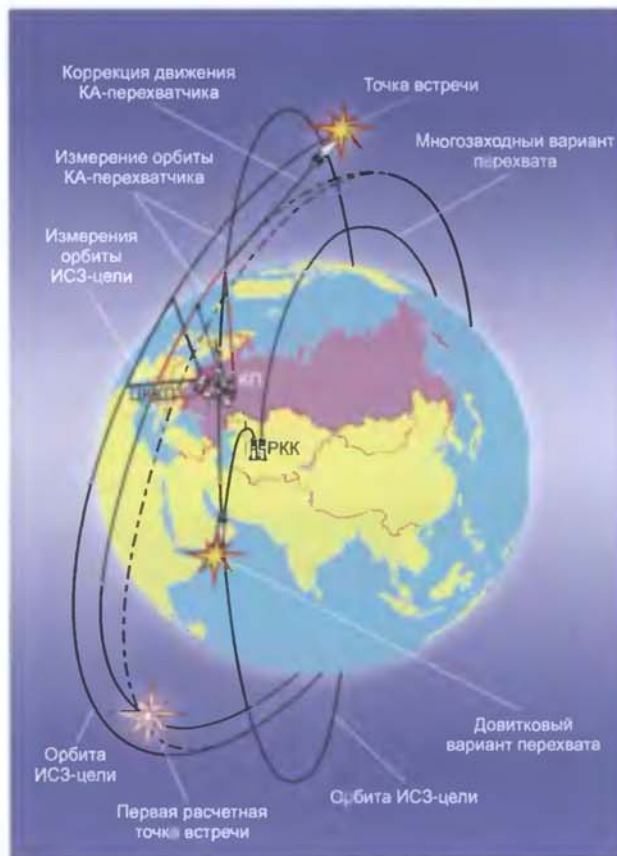 Коррекция движения
КА-перехватчика
Точка встречи
Многозаходный вариант
перехвата
Измерение орбиты
КА-перехватчика
Измерения
орбиты
ИСЗ-цели
КП
РКК
Довитковый
вариант перехвата
Орбита
ИСЗ-цели
Орбита ИСЗ-цели
Первая расчетная
точка встречи